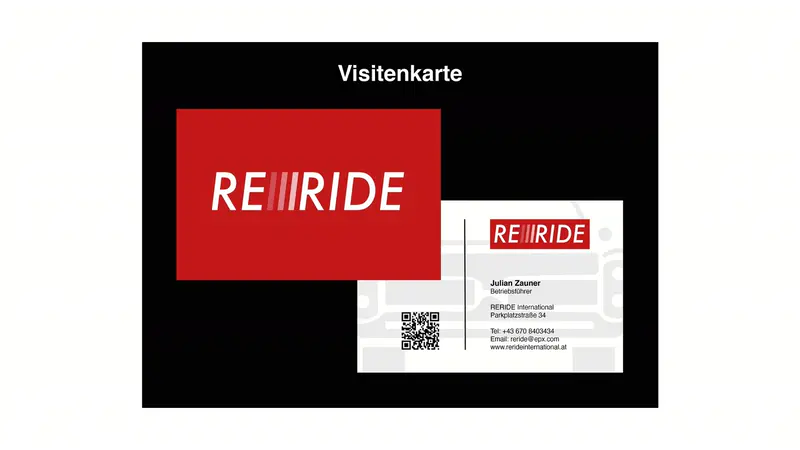 Visitenkarte
RE///RIDE
RE///RIDE
Julian Zauner
Betriebsführer
RERIDE International
Parkplatzstraße 34
Tel: +43 670 8403434
Email: reride@epx.com
www.rerideinternational.at